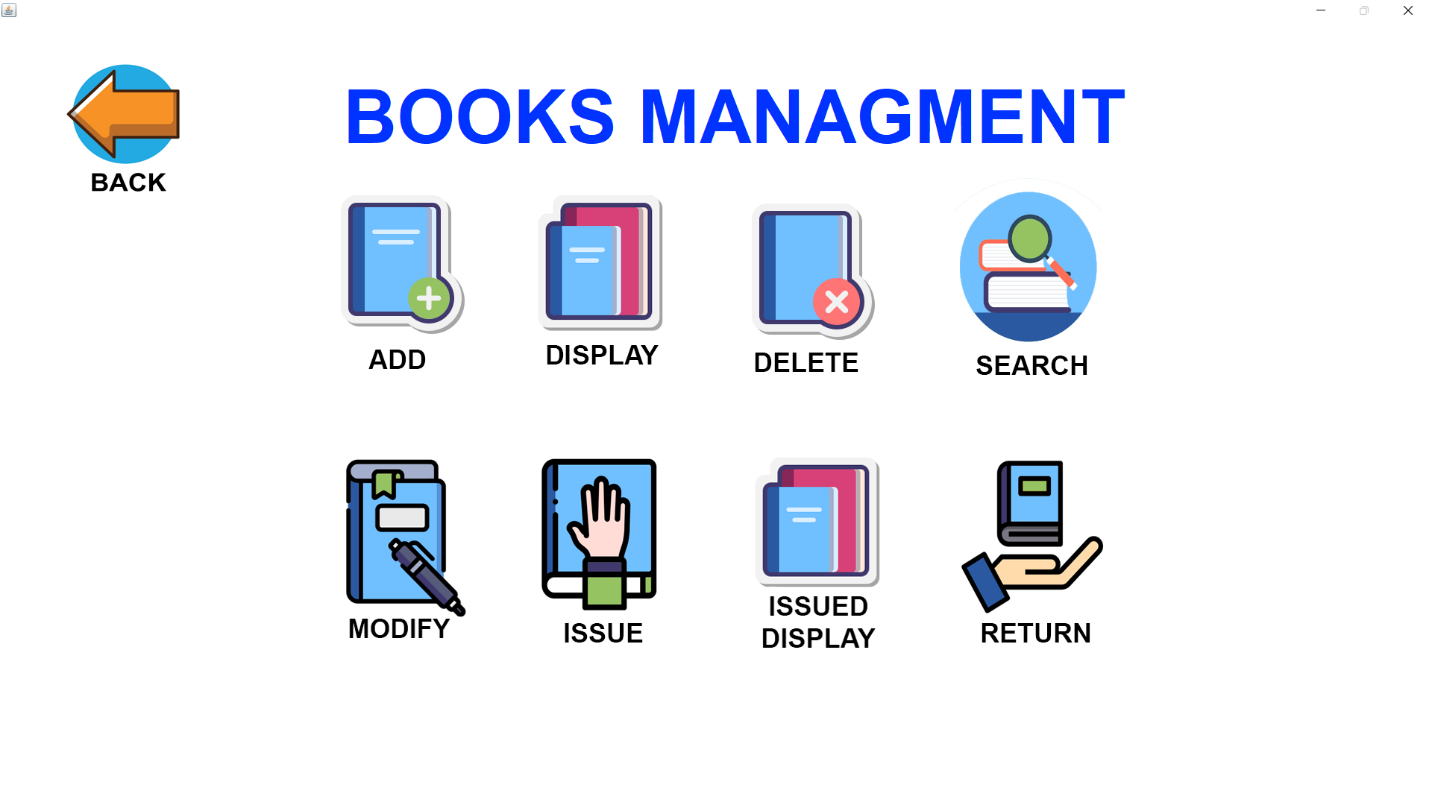 BOOKS MANAGMENT
BACK
ADD
DISPLAY
DELETE
SEARCH
MODIFY
ISSUE
ISSUED
DISPLAY
RETURN